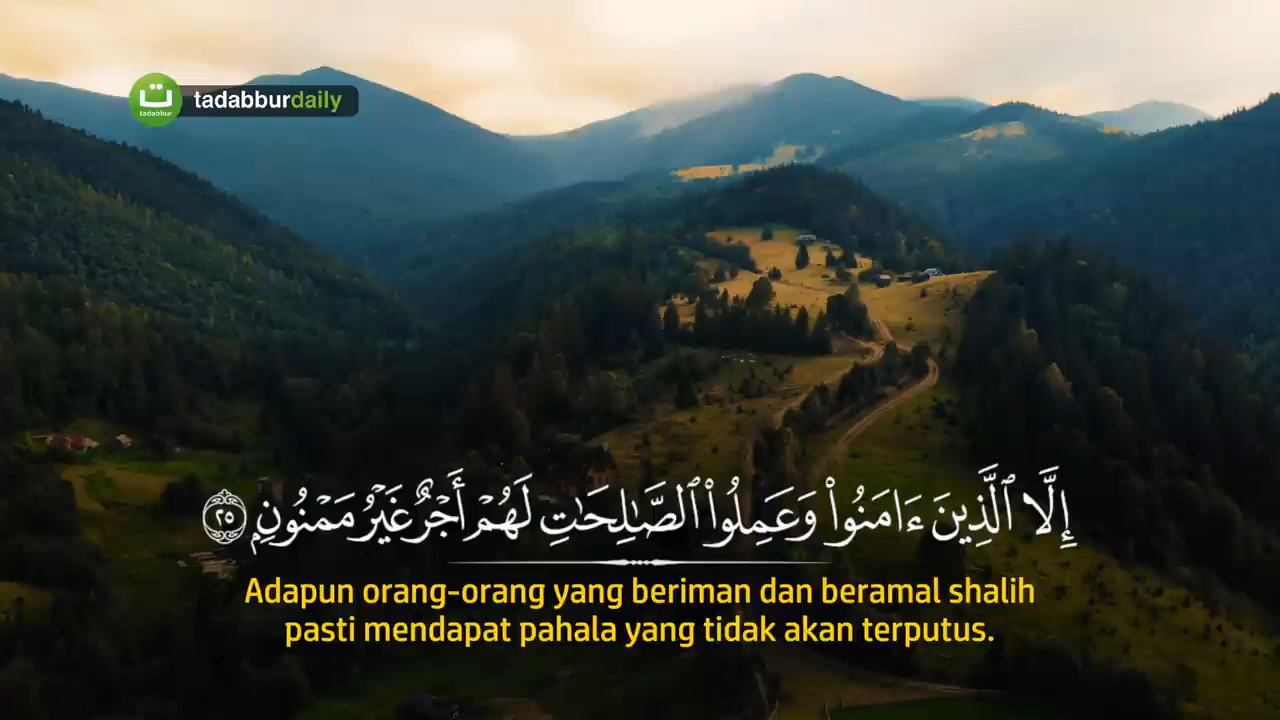 ت
tadabbur
tadabburdaily
إِلَّا ٱلَّذِينَ ءَامَنُوا۟ وَعَمِلُوا۟ ٱلصَّـٰلِحَـٰتِ لَهُمْ أَجْرٌ غَيْرُ مَمْنُونٍۭ ٢٥
Adapun orang-orang yang beriman dan beramal shalih
pasti mendapat pahala yang tidak akan terputus.